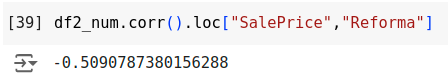 [39] df2_num.corr().loc["SalePrice","Reforma"]
-0.5090787380156288